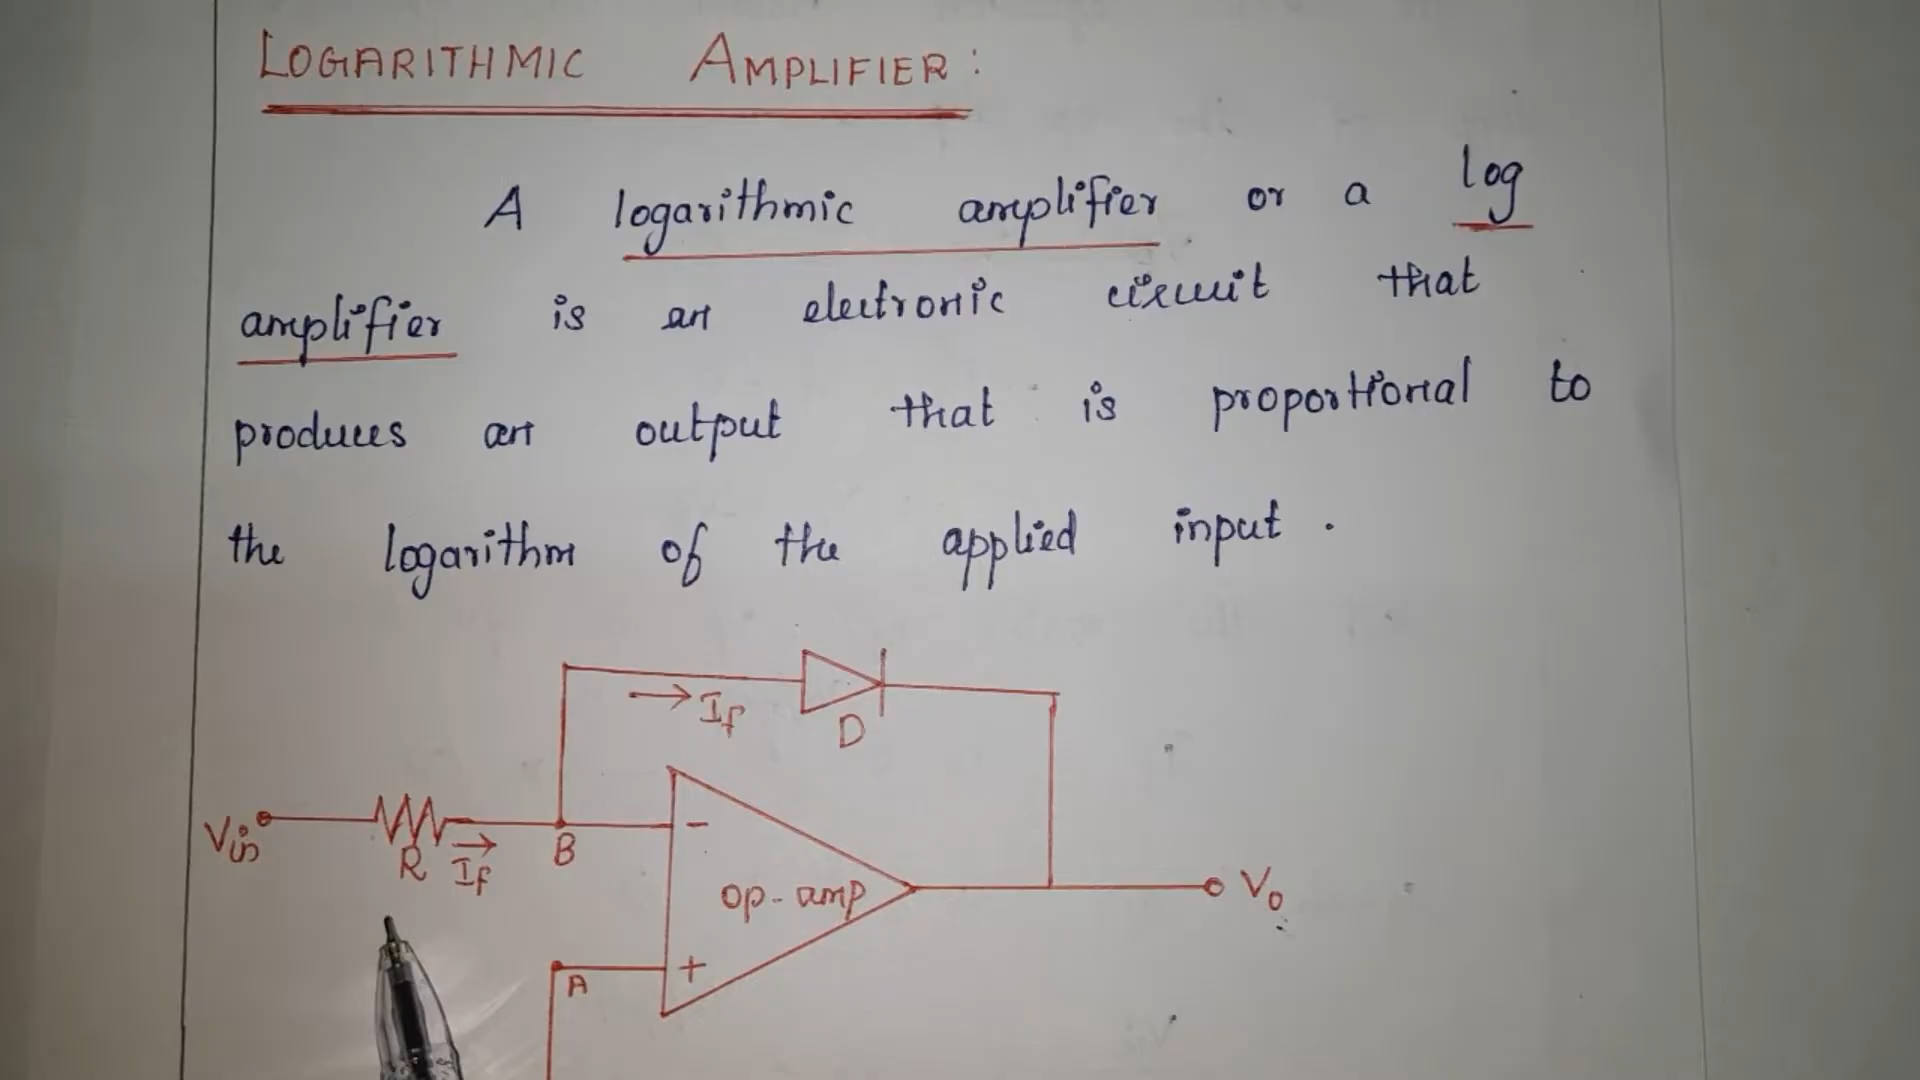 LOGARITHMIC AMPLIFIER:
A logarithmic amplifier or a log
amplifier is an electronic circuit that
produces an output that is proportional to
the logarithm of the applied input.
If
D
Vin
R
If
B
-
op-amp
Vo
+
A